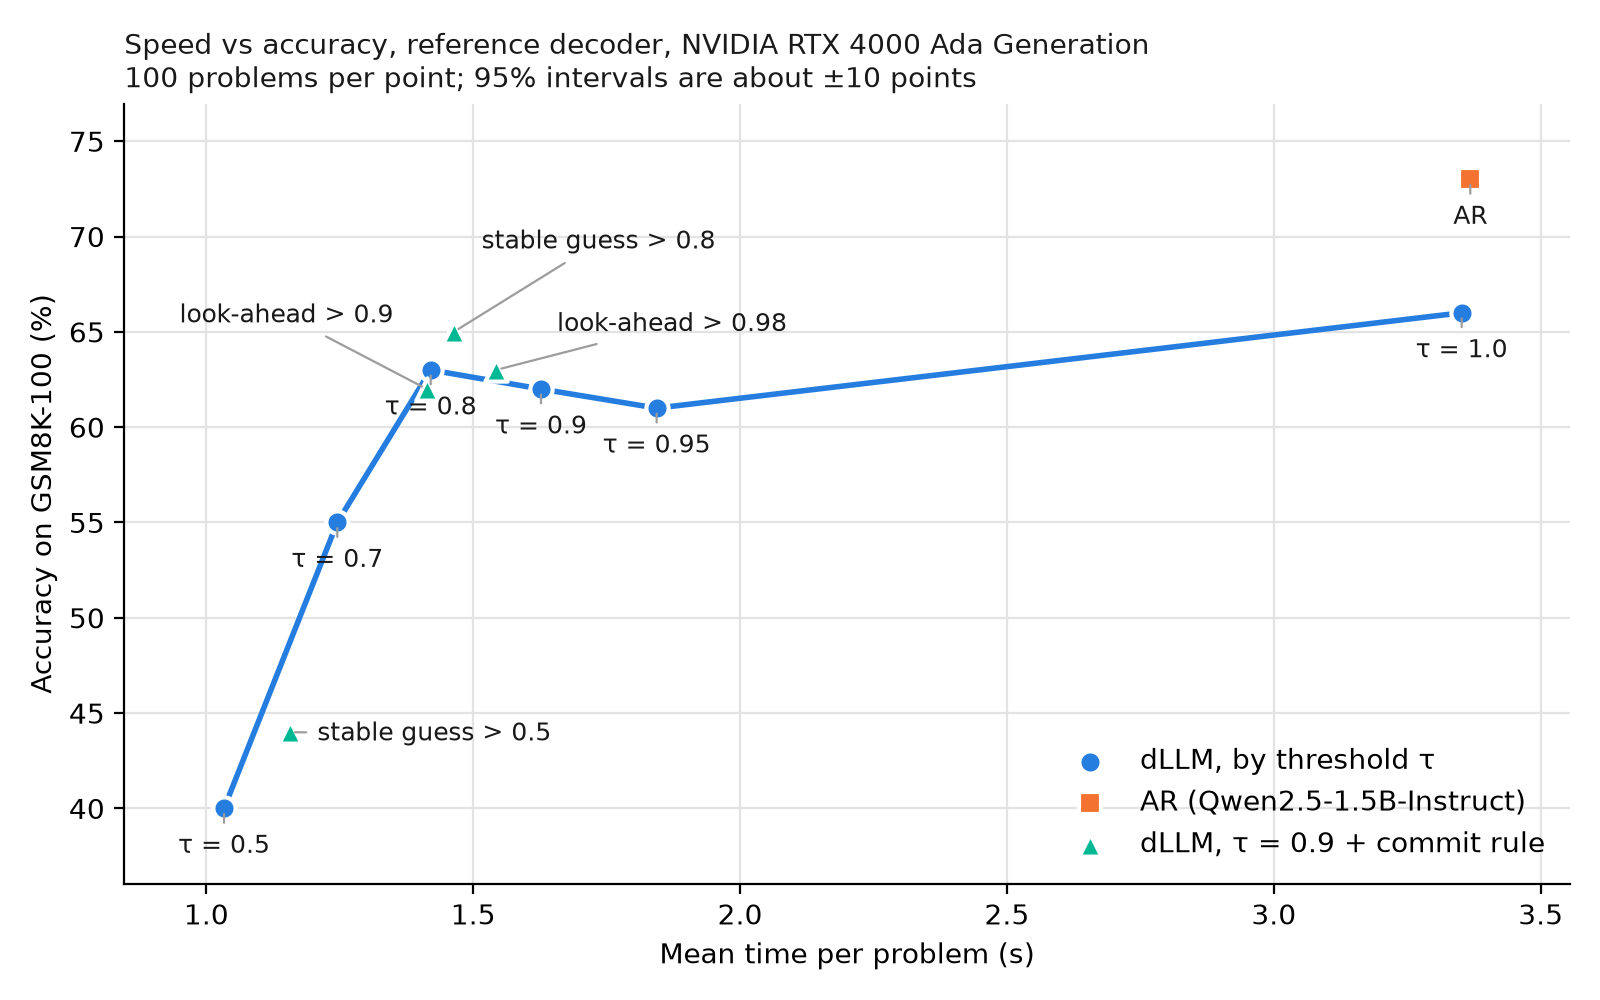 Speed vs accuracy, reference decoder, NVIDIA RTX 4000 Ada Generation
100 problems per point; 95% intervals are about ±10 points
75
70
65
60
55
50
45
40
Accuracy on GSM8K-100 (%)
AR
stable guess > 0.8
look-ahead > 0.9
look-ahead > 0.98
τ = 1.0
τ = 0.8
τ = 0.9
τ = 0.95
τ = 0.7
stable guess > 0.5
τ = 0.5
dLLM, by threshold τ
AR (Qwen2.5-1.5B-Instruct)
dLLM, τ = 0.9 + commit rule
1.0
1.5
2.0
2.5
3.0
3.5
Mean time per problem (s)